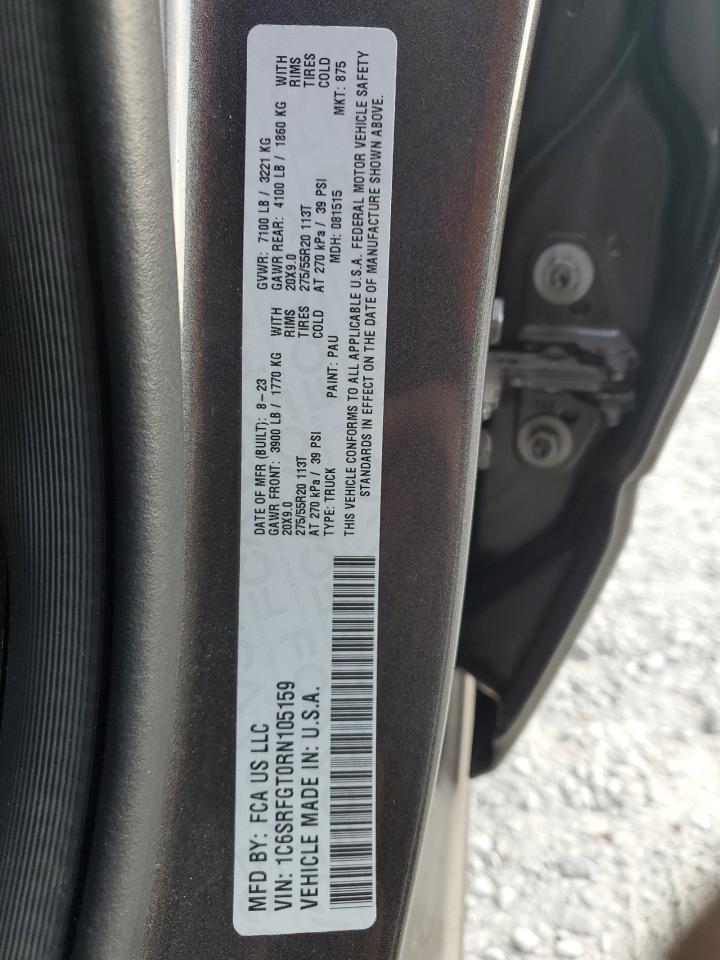 MFD BY: FCA US LLC
VIN: 1C6SRFGT0RN105159
VEHICLE MADE IN: U.S.A.
DATE OF MFR (BUILT): 8-23 GVWR: 7100 LB / 3221 KG
GAWR FRONT: 3900 LB / 1770 KG WITH GAWR REAR: 4100 LB / 1860 KG WITH
20X9.0 RIMS 20X9.0 RIMS
275/55R20 113T TIRES 275/55R20 113T TIRES
AT 270 kPa / 39 PSI COLD AT 270 kPa / 39 PSI COLD
TYPE: TRUCK PAINT: PAU MDH: 081515 MKT: 875
THIS VEHICLE CONFORMS TO ALL APPLICABLE U.S.A. FEDERAL MOTOR VEHICLE SAFETY
STANDARDS IN EFFECT ON THE DATE OF MANUFACTURE SHOWN ABOVE.